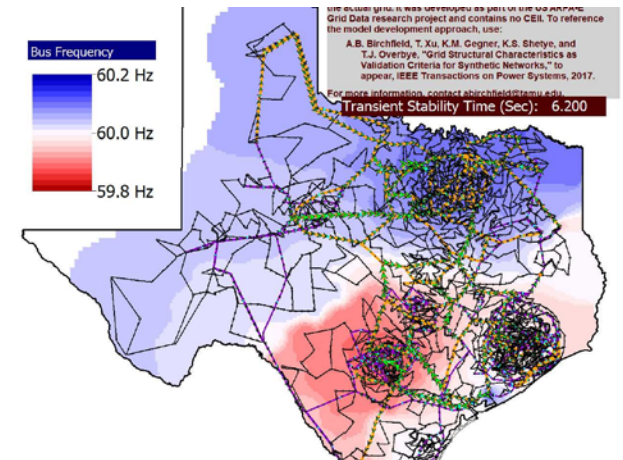 the actual grid. It was developed as part of the US ARPA-E
Grid Data research project and contains no CEII. To reference
the model development approach, use:
A.B. Birchfield, T. Xu, K.M. Gegner, K.S. Shetye, and
T.J. Overbye, "Grid Structural Characteristics as
Validation Criteria for Synthetic Networks," to
appear, IEEE Transactions on Power Systems, 2017.
For more information, contact abirchfield@tamu.edu.
Transient Stability Time (Sec): 6.200
Bus Frequency
60.2 Hz
60.0 Hz
59.8 Hz